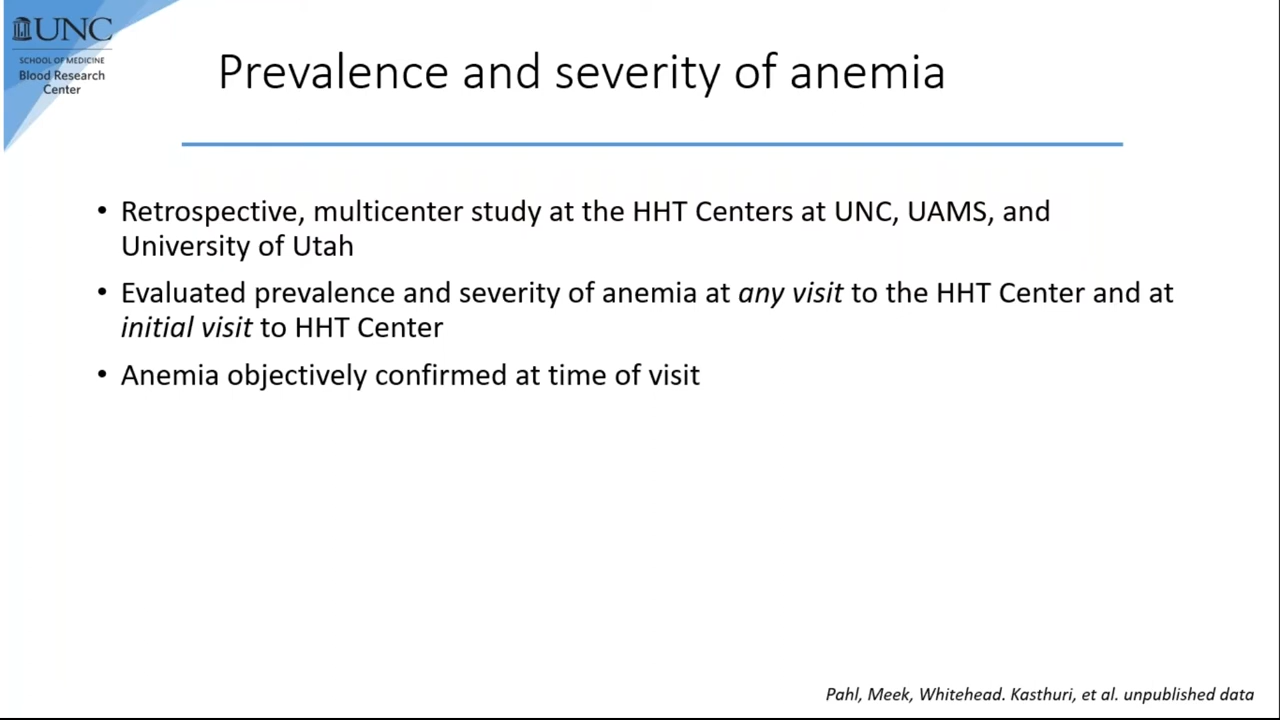 UNC
SCHOOL OF MEDICINE
Blood Research
Center
Prevalence and severity of anemia
• Retrospective, multicenter study at the HHT Centers at UNC, UAMS, and
University of Utah
• Evaluated prevalence and severity of anemia at any visit to the HHT Center and at
initial visit to HHT Center
• Anemia objectively confirmed at time of visit
Pahl, Meek, Whitehead. Kasthuri, et al. unpublished data